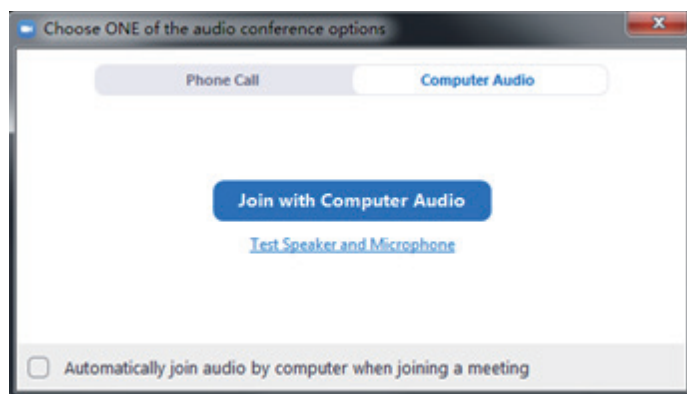 Choose ONE of the audio conference options
Phone Call Computer Audio
Join with Computer Audio
Test Speaker and Microphone
Automatically join audio by computer when joining a meeting